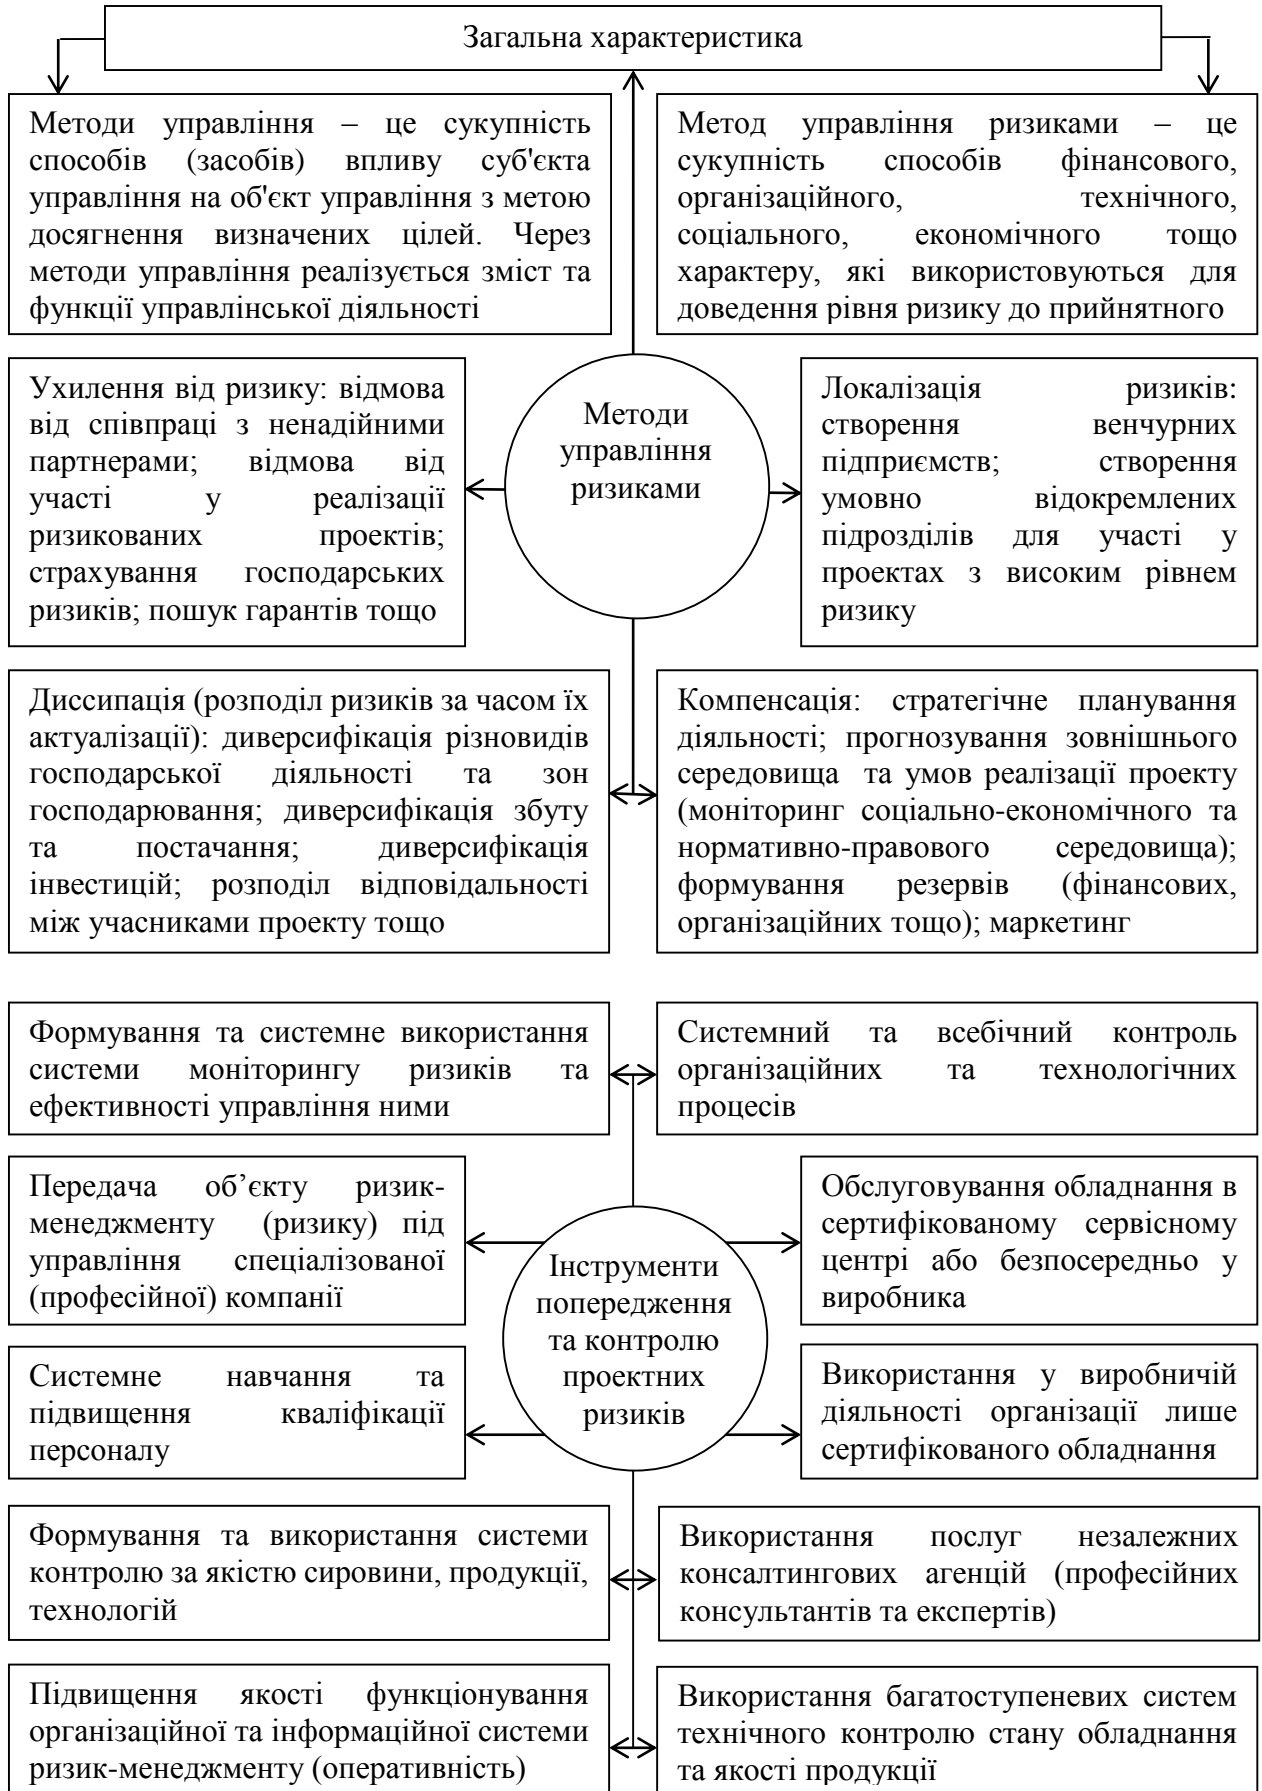 Загальна характеристика
Методи управління – це сукупність
способів (засобів) впливу суб'єкта
управління на об'єкт управління з метою
досягнення визначених цілей. Через
методи управління реалізується зміст та
функції управлінської діяльності
Метод управління ризиками – це
сукупність способів фінансового,
організаційного, технічного,
соціального, економічного тощо
характеру, які використовуються для
доведення рівня ризику до прийнятного
Ухилення від ризику: відмова
від співпраці з ненадійними
партнерами; відмова від
участі у реалізації
ризикованих проектів;
страхування господарських
ризиків; пошук гарантів тощо
Методи
управління
ризиками
Локалізація ризиків:
створення венчурних
підприємств; створення
умовно відокремлених
підрозділів для участі у
проектах з високим рівнем
ризику
Диссипація (розподіл ризиків за часом їх
актуалізації): диверсифікація різновидів
господарської діяльності та зон
господарювання; диверсифікація збуту
та постачання; диверсифікація
інвестицій; розподіл відповідальності
між учасниками проекту тощо
Компенсація: стратегічне планування
діяльності; прогнозування зовнішнього
середовища та умов реалізації проекту
(моніторинг соціально-економічного та
нормативно-правового середовища);
формування резервів (фінансових,
організаційних тощо); маркетинг
Формування та системне використання
системи моніторингу ризиків та
ефективності управління ними
Системний та всебічний контроль
організаційних та технологічних
процесів
Передача об’єкту ризик-
менеджменту (ризику) під
управління спеціалізованої
(професійної) компанії
Обслуговування обладнання в
сертифікованому сервісному
центрі або безпосередньо у
виробника
Інструменти
попередження
та контролю
проектних
ризиків
Системне навчання та
підвищення кваліфікації
персоналу
Використання у виробничій
діяльності організації лише
сертифікованого обладнання
Формування та використання системи
контролю за якістю сировини, продукції,
технологій
Використання послуг незалежних
консалтингових агенцій (професійних
консультантів та експертів)
Підвищення якості функціонування
організаційної та інформаційної системи
ризик-менеджменту (оперативність)
Використання багатоступеневих систем
технічного контролю стану обладнання
та якості продукції